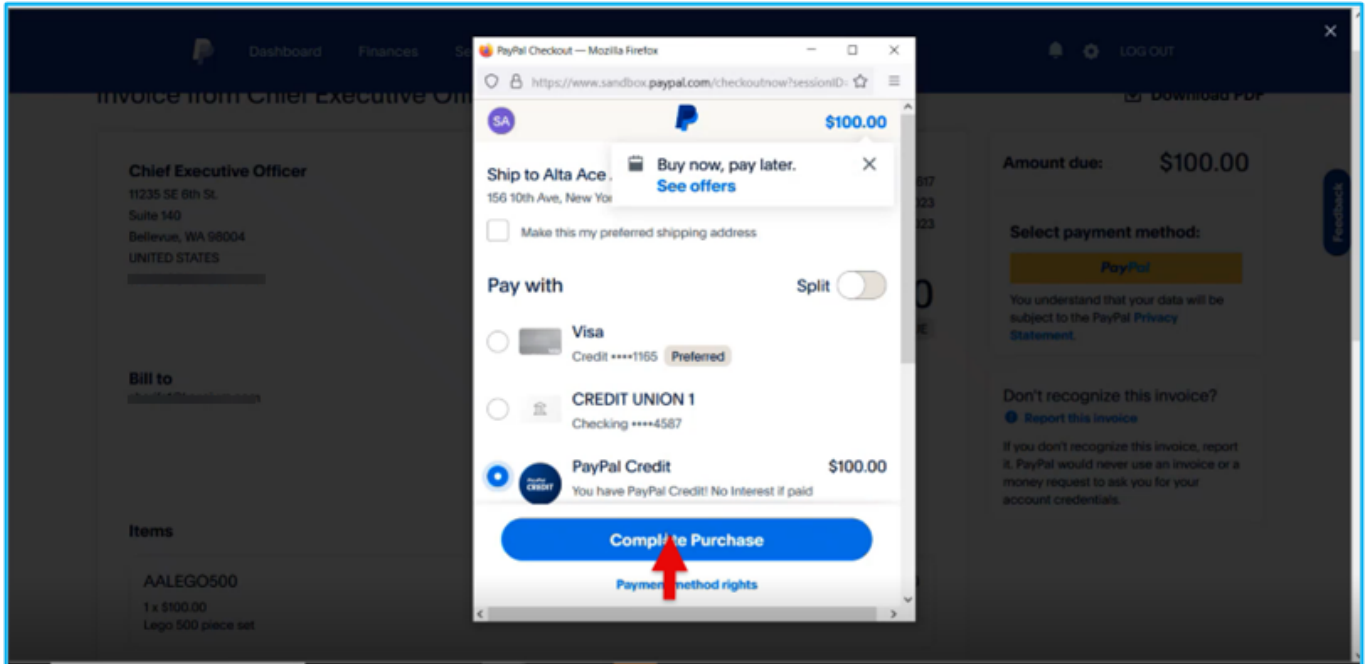 Dashboard
Finances
LOG OUT
Invoice from Chief Executive
Download PDF
Chief Executive Officer
11235 SE 6th St.
Suite 140
Bellevue, WA 98004
UNITED STATES
Bill to
Items
AALEGO500
1 x $100.00
Lego 500 piece set
PayPal Checkout — Mozilla Firefox
https://www.sandbox.paypal.com/checkoutnow?sessionID=
SA
$100.00
Buy now, pay later.
See offers
Ship to Alta Ace
156 10th Ave, New
Make this my preferred shipping address
Pay with
Split
Visa
Credit ••••1165 Preferred
CREDIT UNION 1
Checking ••••4587
PayPal CREDIT
PayPal Credit
$100.00
You have PayPal Credit! No Interest if paid
Complete Purchase
Payment method rights
Amount due: $100.00
Select payment method:
PayPal
You understand that your data will be
subject to the PayPal Privacy
Statement.
Don't recognize this invoice?
Report this invoice
If you don't recognize this invoice, report
it. PayPal would never use an invoice or a
money request to ask you for your
account credentials.
Feedback